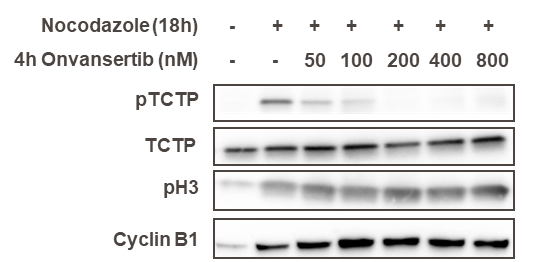 Nocodazole (18h) - + + + + + +
4h Onvansertib (nM) - - 50 100 200 400 800
pTCTP
TCTP
pH3
Cyclin B1